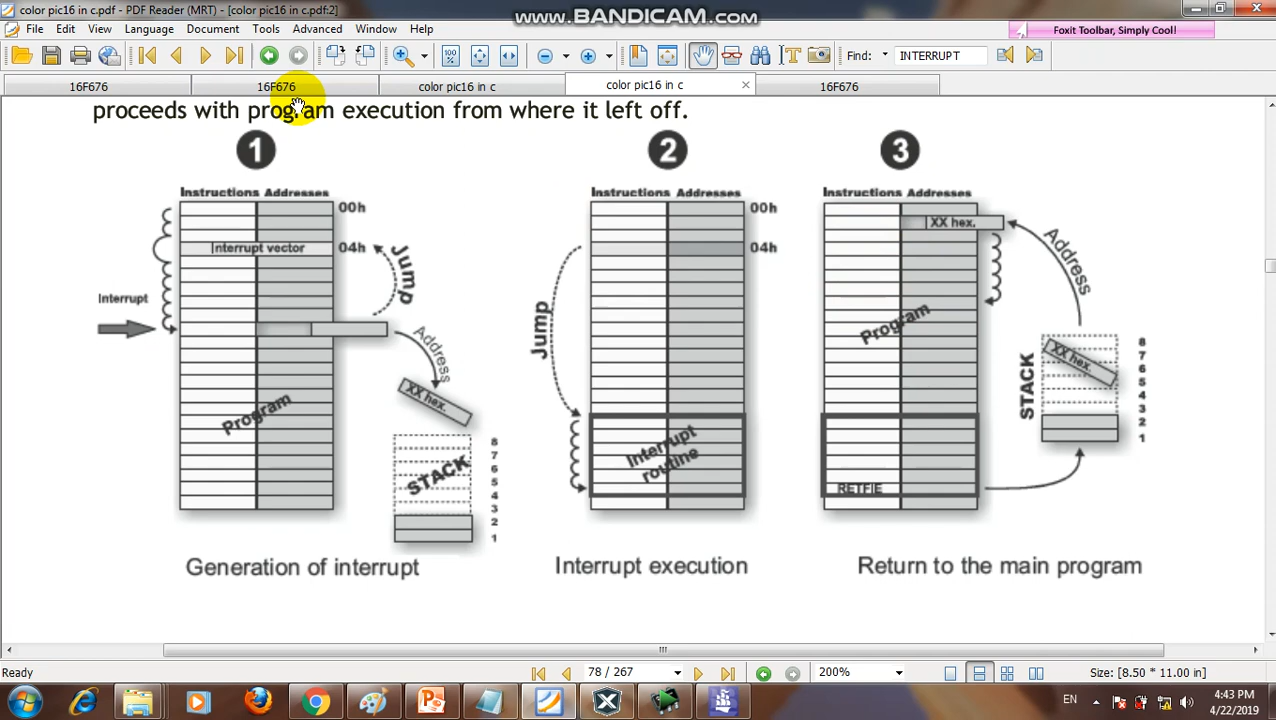 color pic16 in c.pdf - PDF Reader (MRT) - [color pic16 in c.pdf:2]
www.BANDICAM.com
File Edit View Language Document Tools Advanced Window Help
Foxit Toolbar, Simply Cool!
Find: INTERRUPT
16F676 16F676 color pic16 in c color pic16 in c 16F676
proceeds with program execution from where it left off.
1 2 3
Instructions Addresses
00h
Interrupt vector 04h
Jump
Interrupt
Address
XX hex.
Program
STACK
8
7
6
5
4
3
2
1
Generation of interrupt
Instructions Addresses
00h
04h
Jump
Interrupt
routine
Interrupt execution
Instructions Addresses
XX hex.
Address
Program
XX hex.
STACK
8
7
6
5
4
3
2
1
RETFIE
Return to the main program
Ready 78 / 267 200% Size: [8.50 * 11.00 in]
EN 4:43 PM
4/22/2019